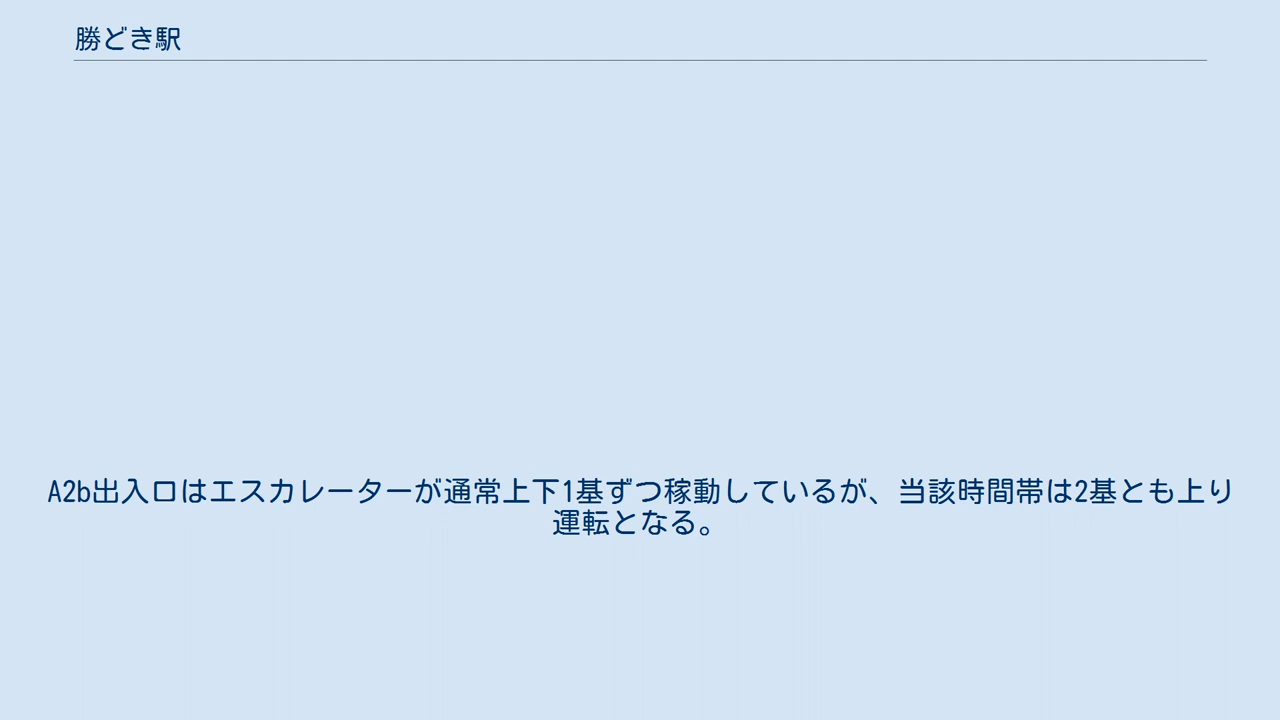 勝どき駅
A2b出入口はエスカレーターが通常上下1基ずつ稼動しているが、当該時間帯は2基とも上り
運転となる。